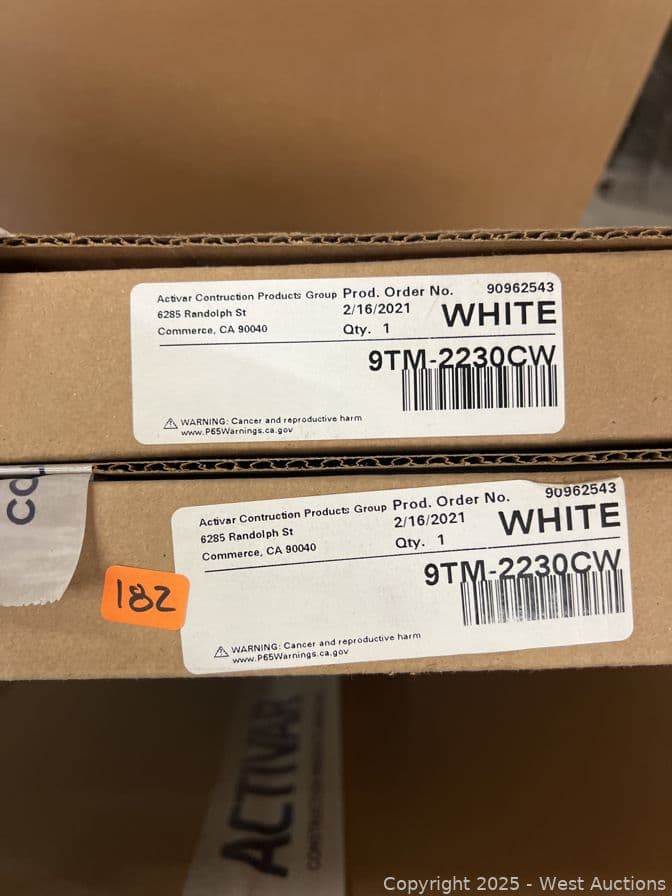 Activar Contruction Products Group
6285 Randolph St
Commerce, CA 90040
Prod. Order No. 90962543
2/16/2021
Qty. 1
WHITE
9TM-2230CW
WARNING: Cancer and reproductive harm
www.P65Warnings.ca.gov
Activar Contruction Products Group
6285 Randolph St
Commerce, CA 90040
Prod. Order No. 90962543
2/16/2021
Qty. 1
WHITE
9TM-2230CW
WARNING: Cancer and reproductive harm
www.P65Warnings.ca.gov
CO
182
ACTIVAR
Copyright 2025 - West Auctions